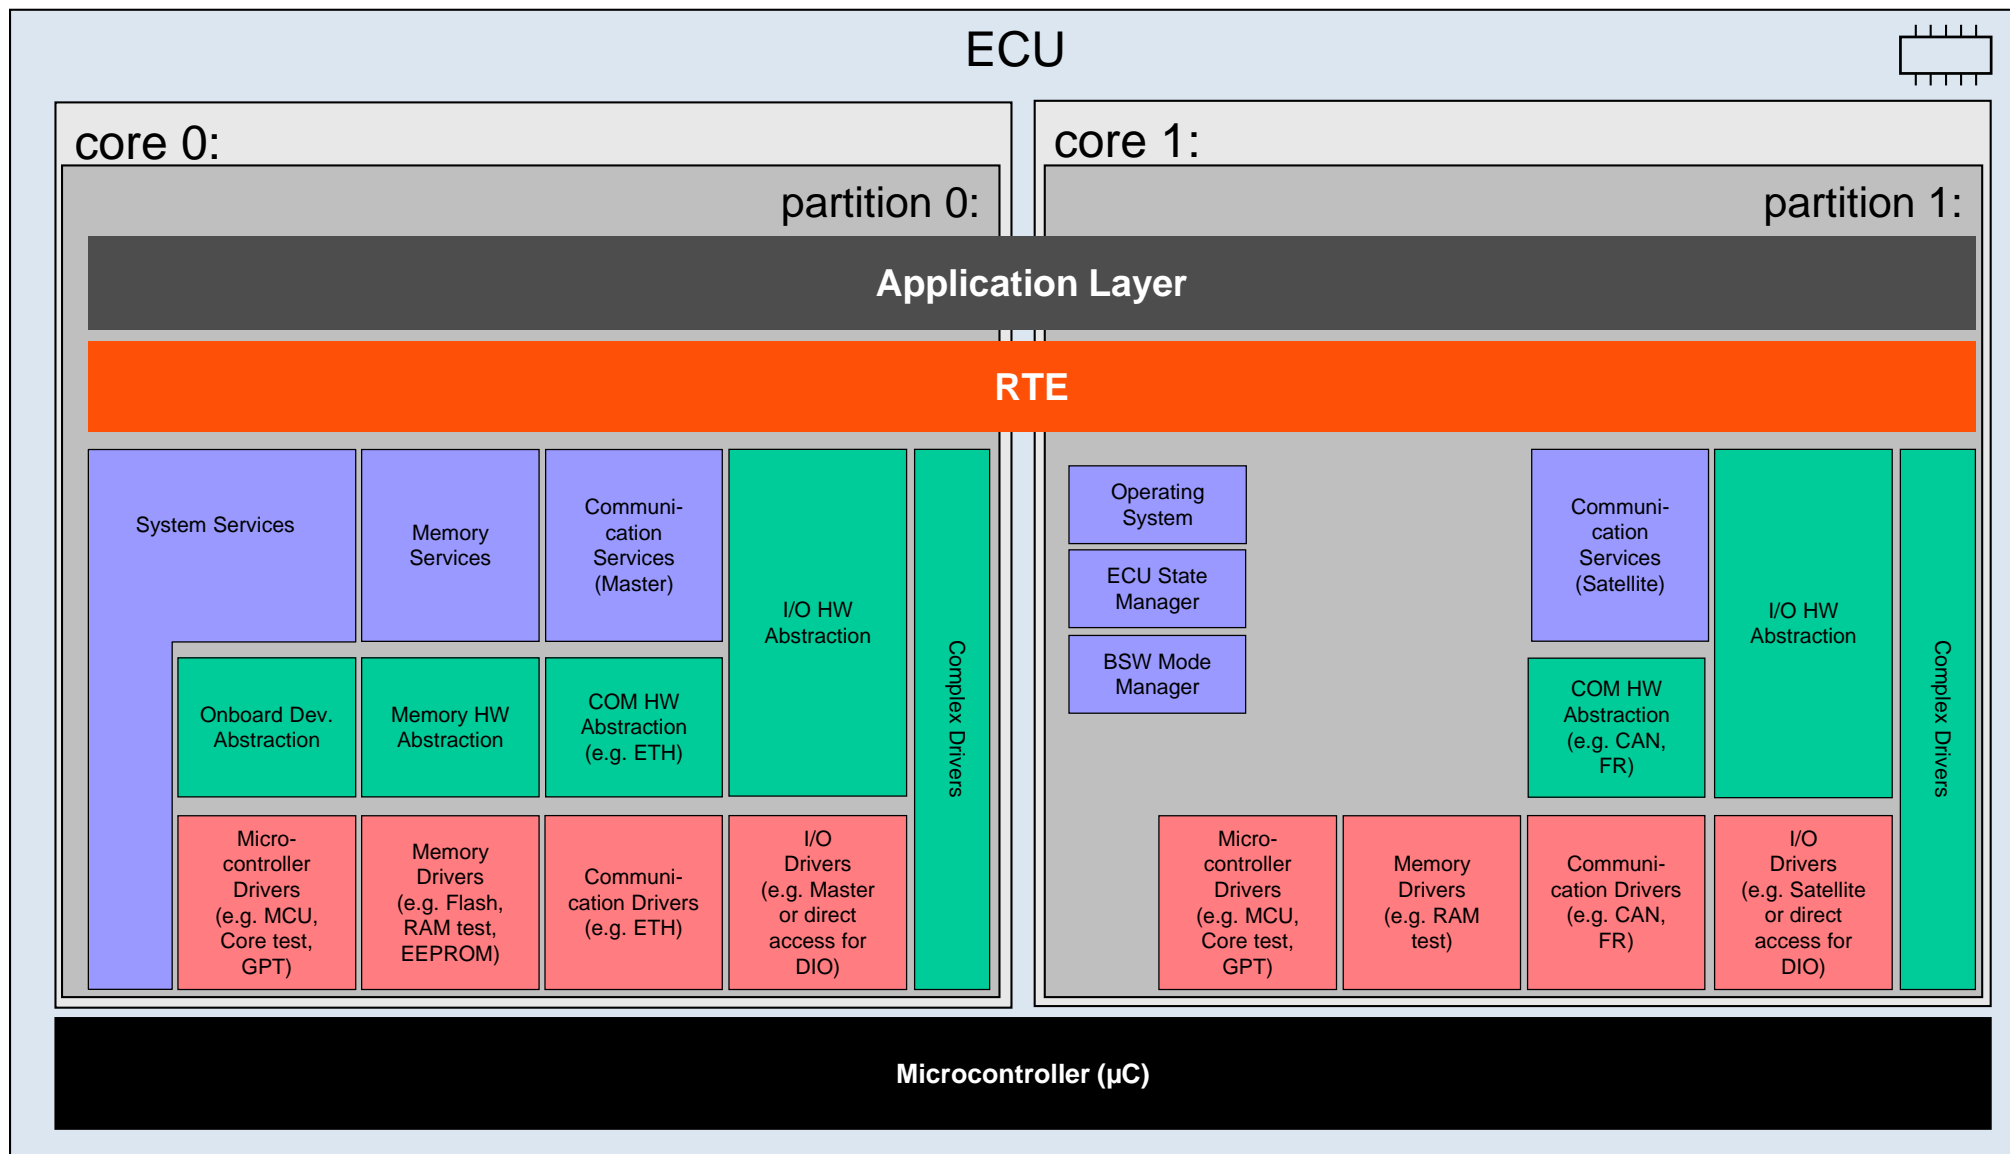 ECU
core 0:
core 1:
partition 0:
partition 1:
Application Layer
RTE
System Services
Memory
Services
Communi-
cation
Services
(Master)
I/O HW
Abstraction
Complex Drivers
Onboard Dev.
Abstraction
Memory HW
Abstraction
COM HW
Abstraction
(e.g. ETH)
Micro-
controller
Drivers
(e.g. MCU,
Core test,
GPT)
Memory
Drivers
(e.g. Flash,
RAM test,
EEPROM)
Communi-
cation Drivers
(e.g. ETH)
I/O
Drivers
(e.g. Master
or direct
access for
DIO)
Operating
System
ECU State
Manager
BSW Mode
Manager
Communi-
cation
Services
(Satellite)
I/O HW
Abstraction
Complex Drivers
COM HW
Abstraction
(e.g. CAN,
FR)
Micro-
controller
Drivers
(e.g. MCU,
Core test,
GPT)
Memory
Drivers
(e.g. RAM
test)
Communi-
cation Drivers
(e.g. CAN,
FR)
I/O
Drivers
(e.g. Satellite
or direct
access for
DIO)
Microcontroller (µC)